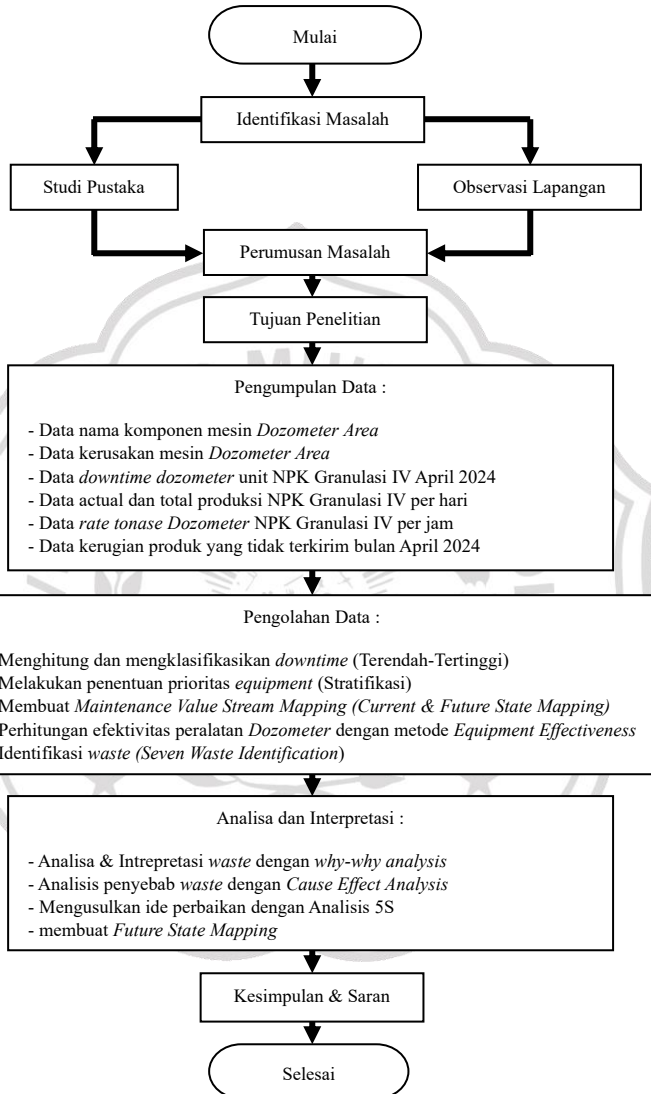 Mulai
Identifikasi Masalah
Studi Pustaka
Observasi Lapangan
Perumusan Masalah
Tujuan Penelitian
Pengumpulan Data :
- Data nama komponen mesin Dozometer Area
- Data kerusakan mesin Dozometer Area
- Data downtime dozometer unit NPK Granulasi IV April 2024
- Data actual dan total produksi NPK Granulasi IV per hari
- Data rate tonase Dozometer NPK Granulasi IV per jam
- Data kerugian produk yang tidak terkirim bulan April 2024
Pengolahan Data :
Menghitung dan mengklasifikasikan downtime (Terendah-Tertinggi)
Melakukan penentuan prioritas equipment (Stratifikasi)
Membuat Maintenance Value Stream Mapping (Current & Future State Mapping)
Perhitungan efektivitas peralatan Dozometer dengan metode Equipment Effectiveness
Identifikasi waste (Seven Waste Identification)
Analisa dan Interpretasi :
- Analisa & Intrepretasi waste dengan why-why analysis
- Analisis penyebab waste dengan Cause Effect Analysis
- Mengusulkan ide perbaikan dengan Analisis 5S
- membuat Future State Mapping
Kesimpulan & Saran
Selesai